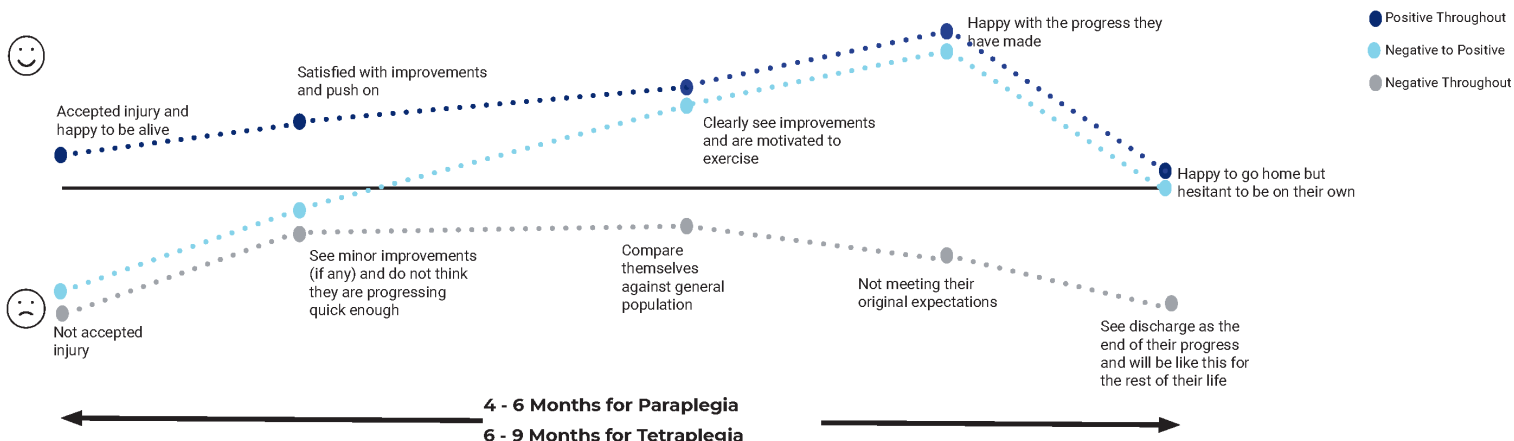 Happy with the progress they
have made
Positive Throughout
Negative to Positive
Negative Throughout
Satisfied with improvements
and push on
Accepted injury and
happy to be alive
Clearly see improvements
and are motivated to
exercise
Happy to go home but
hesitant to be on their own
See minor improvements
(if any) and do not think
they are progressing
quick enough
Compare
themselves
against general
population
Not meeting their
original expectations
Not accepted
injury
See discharge as the
end of their progress
and will be like this for
the rest of their life
4 - 6 Months for Paraplegia
6 - 9 Months for Tetraplegia